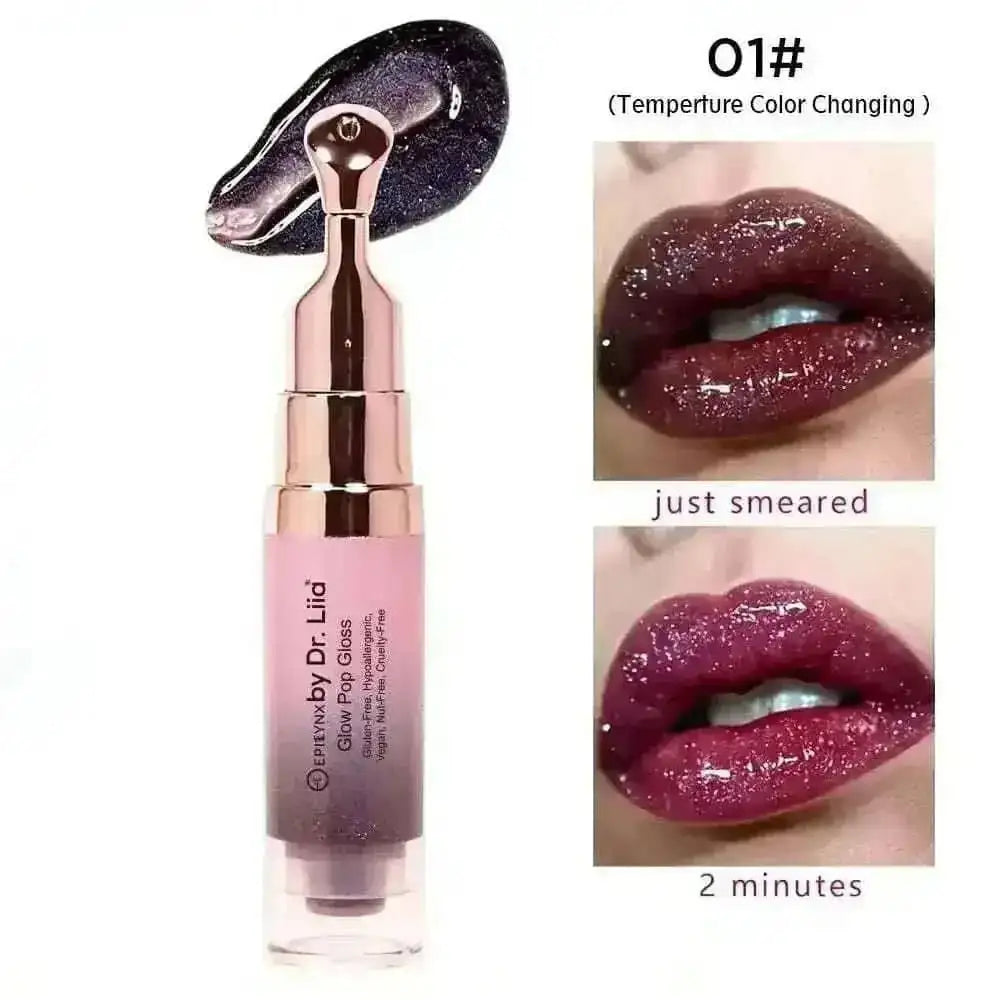 01#
(Temperture Color Changing )
EPILYNX by Dr. Liia®
Glow Pop Gloss
Gluten-Free, Hypoallergenic,
Vegan, Nut-Free, Cruelty-Free
just smeared
2 minutes